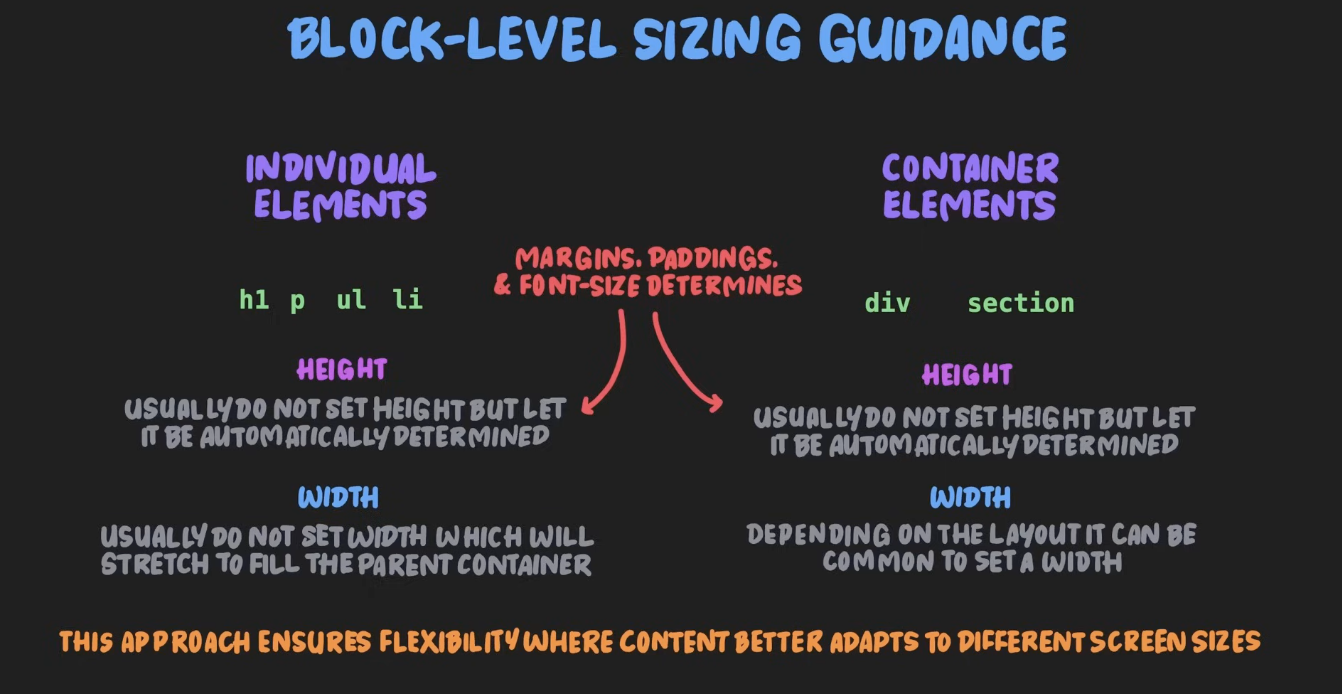 BLOCK-LEVEL SIZING GUIDANCE
INDIVIDUAL
ELEMENTS
h1 p ul li
HEIGHT
USUALLY DO NOT SET HEIGHT BUT LET
IT BE AUTOMATICALLY DETERMINED
WIDTH
USUALLY DO NOT SET WIDTH WHICH WILL
STRETCH TO FILL THE PARENT CONTAINER
MARGINS, PADDINGS,
& FONT-SIZE DETERMINES
CONTAINER
ELEMENTS
div section
HEIGHT
USUALLY DO NOT SET HEIGHT BUT LET
IT BE AUTOMATICALLY DETERMINED
WIDTH
DEPENDING ON THE LAYOUT IT CAN BE
COMMON TO SET A WIDTH
THIS APPROACH ENSURES FLEXIBILITY WHERE CONTENT BETTER ADAPTS TO DIFFERENT SCREEN SIZES